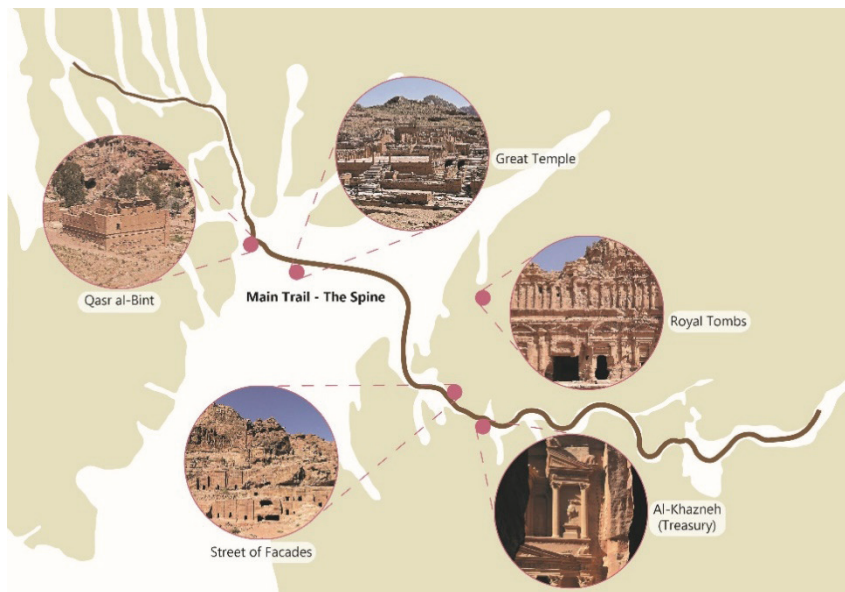 Great Temple
Qasr al-Bint
Main Trail - The Spine
Royal Tombs
Street of Facades
Al-Khazneh
(Treasury)